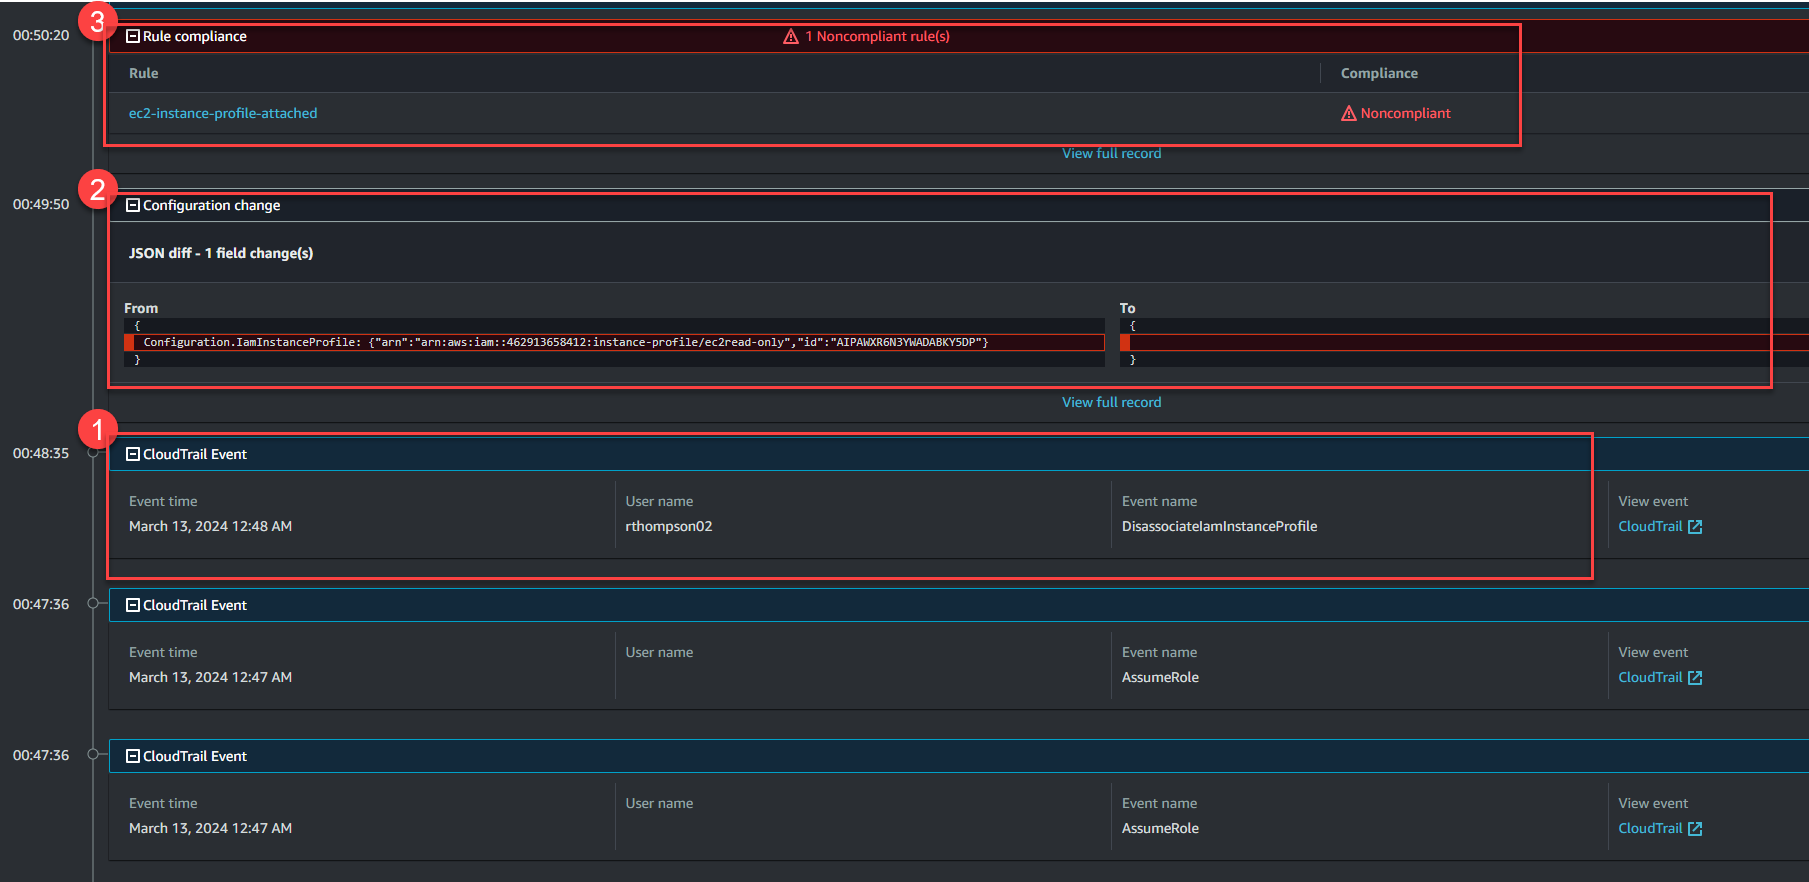 3
00:50:20
Rule compliance
1 Noncompliant rule(s)
Rule
Compliance
ec2-instance-profile-attached
Noncompliant
View full record
2
00:49:50
Configuration change
JSON diff - 1 field change(s)
From
To
{
{
Configuration.IamInstanceProfile: {"arn":"arn:aws:iam::462913658412:instance-profile/ec2read-only","id":"AIPAWXR6N3YWADABKY5DP"}
}
}
View full record
1
00:48:35
CloudTrail Event
Event time
User name
Event name
View event
March 13, 2024 12:48 AM
rthompson02
DisassociateIamInstanceProfile
CloudTrail
00:47:36
CloudTrail Event
Event time
User name
Event name
View event
March 13, 2024 12:47 AM
AssumeRole
CloudTrail
00:47:36
CloudTrail Event
Event time
User name
Event name
View event
March 13, 2024 12:47 AM
AssumeRole
CloudTrail